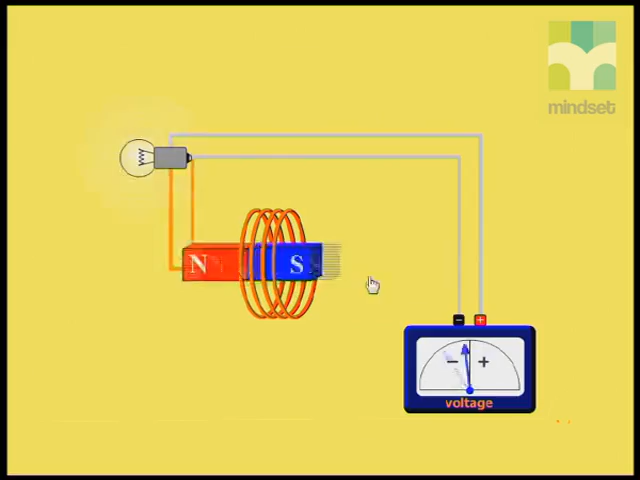 mindset
N
S
- +
- +
voltage